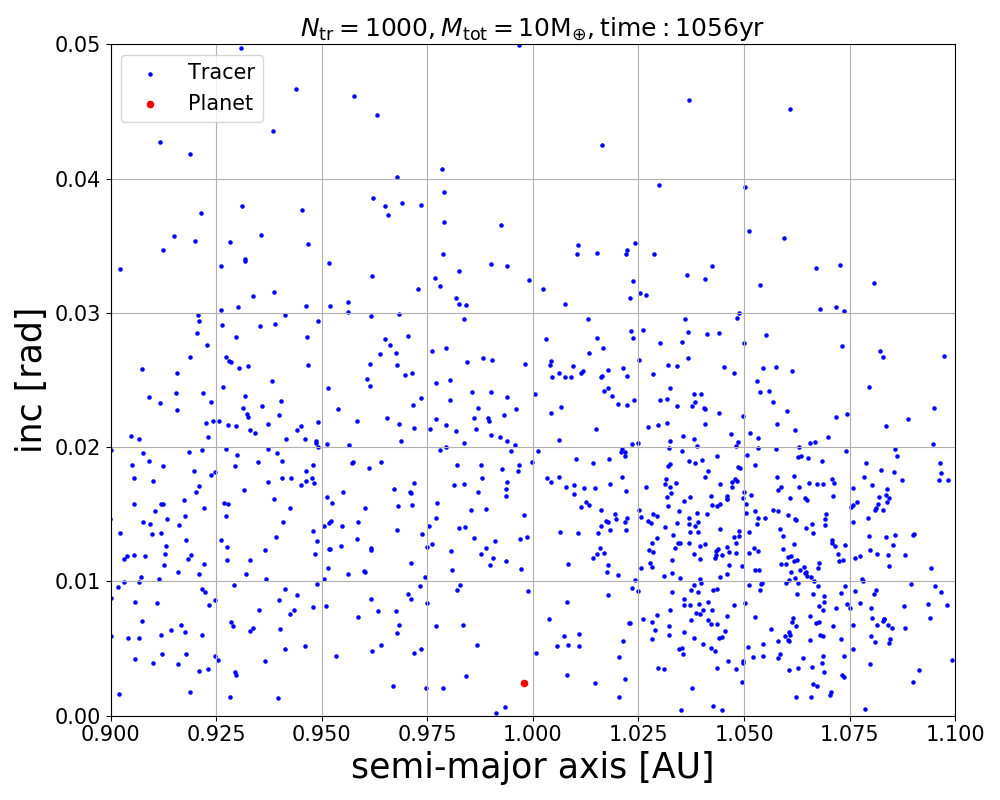 N_tr = 1000, M_tot = 10M_⊕, time : 1056yr
Tracer
Planet
0.05
0.04
0.03
0.02
0.01
0.00
inc [rad]
0.900 0.925 0.950 0.975 1.000 1.025 1.050 1.075 1.100
semi-major axis [AU]